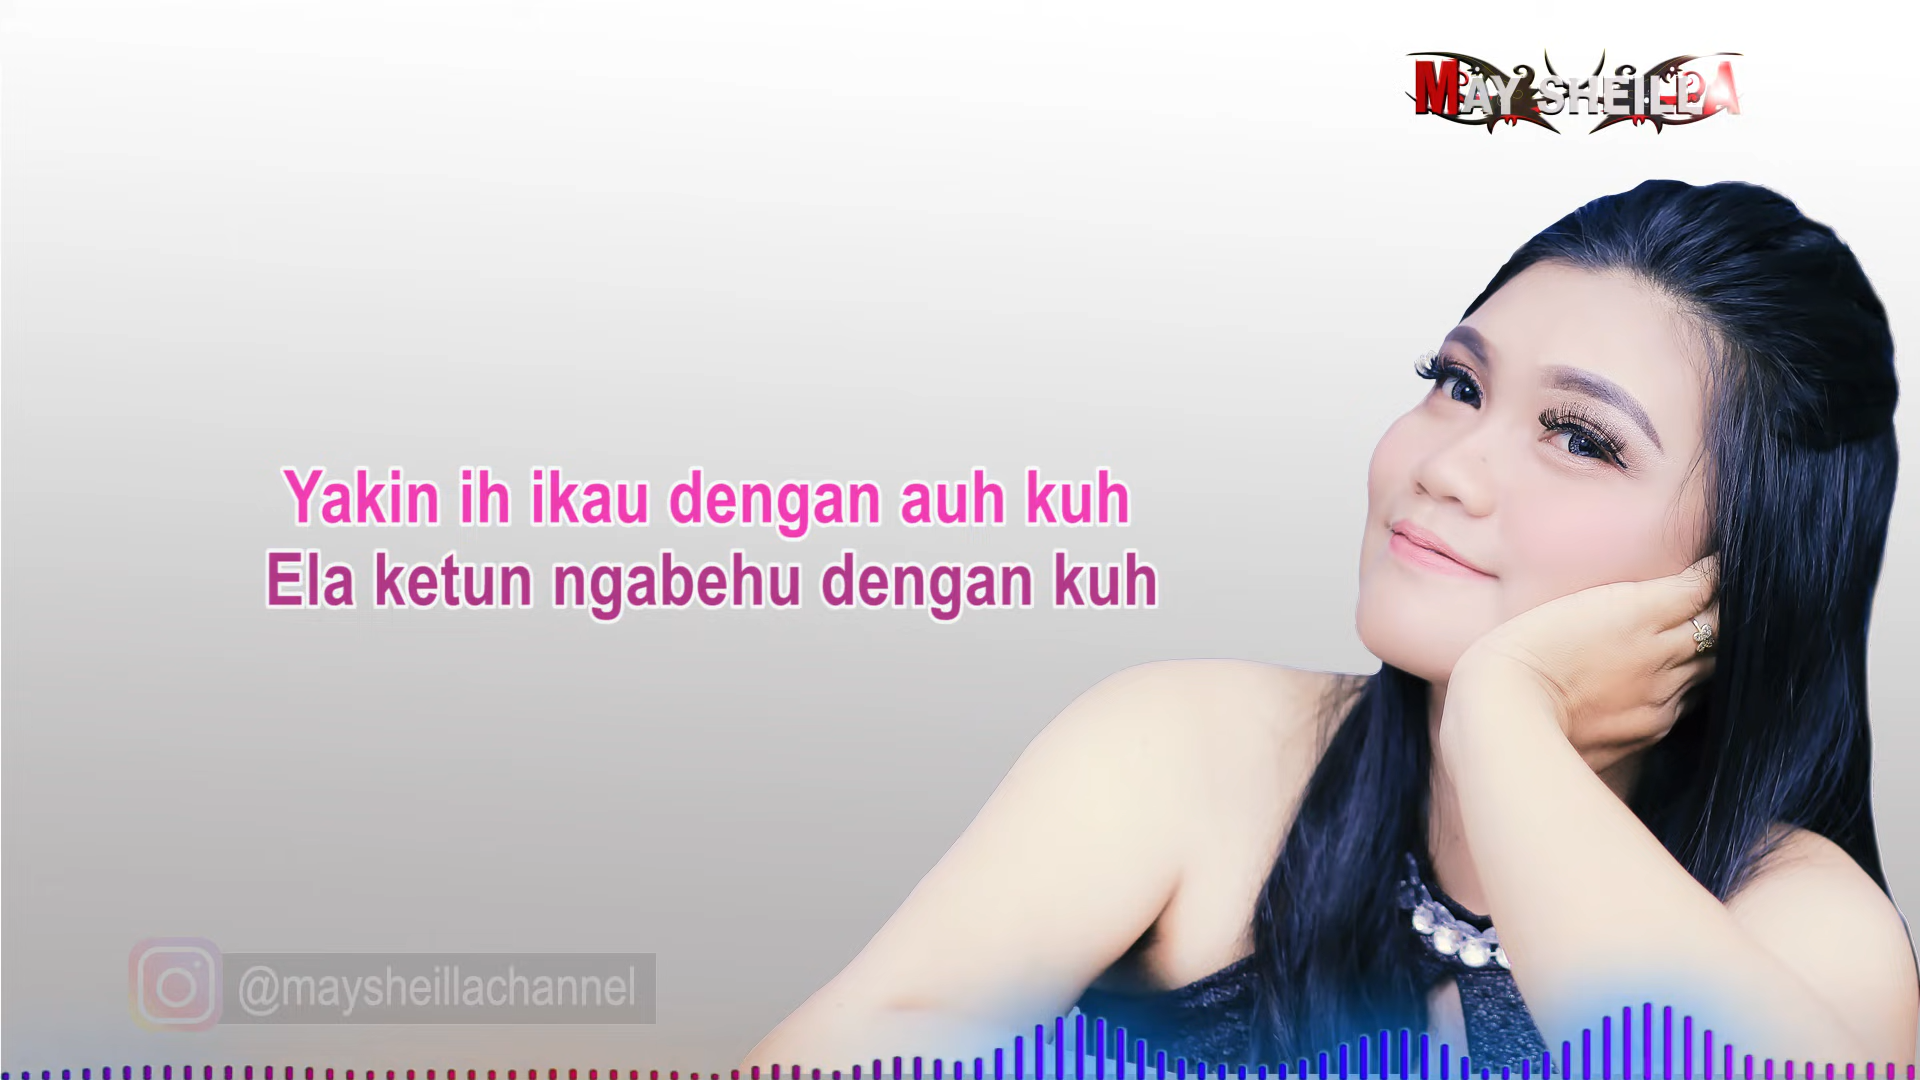 MAY SHEILLA
Yakin ih ikau dengan auh kuh
Ela ketun ngabehu dengan kuh
@maysheillachannel